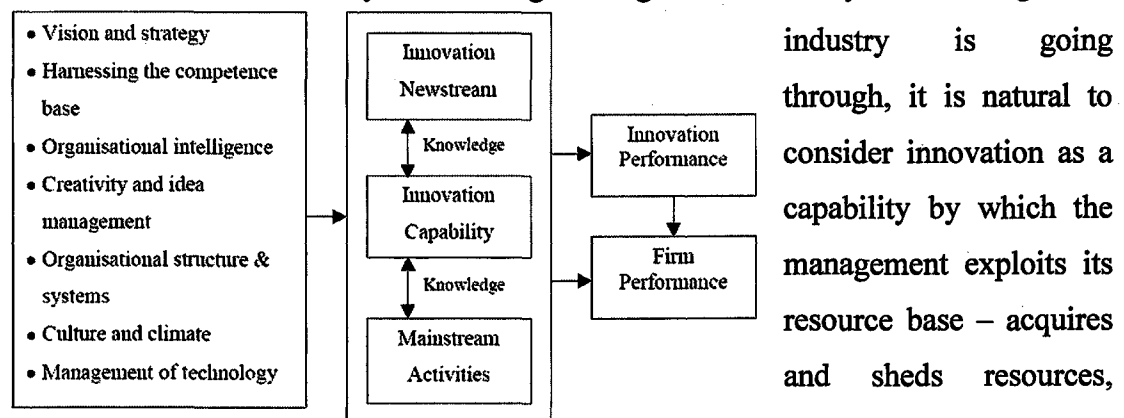 • Vision and strategy
• Harnessing the competence
base
• Organisational intelligence
• Creativity and idea
management
• Organisational structure &
systems
• Culture and climate
• Management of technology
Innovation
Newstream
Knowledge
Innovation
Capability
Knowledge
Mainstream
Activities
Innovation
Performance
Firm
Performance
industry is going
through, it is natural to
consider innovation as a
capability by which the
management exploits its
resource base – acquires
and sheds resources,